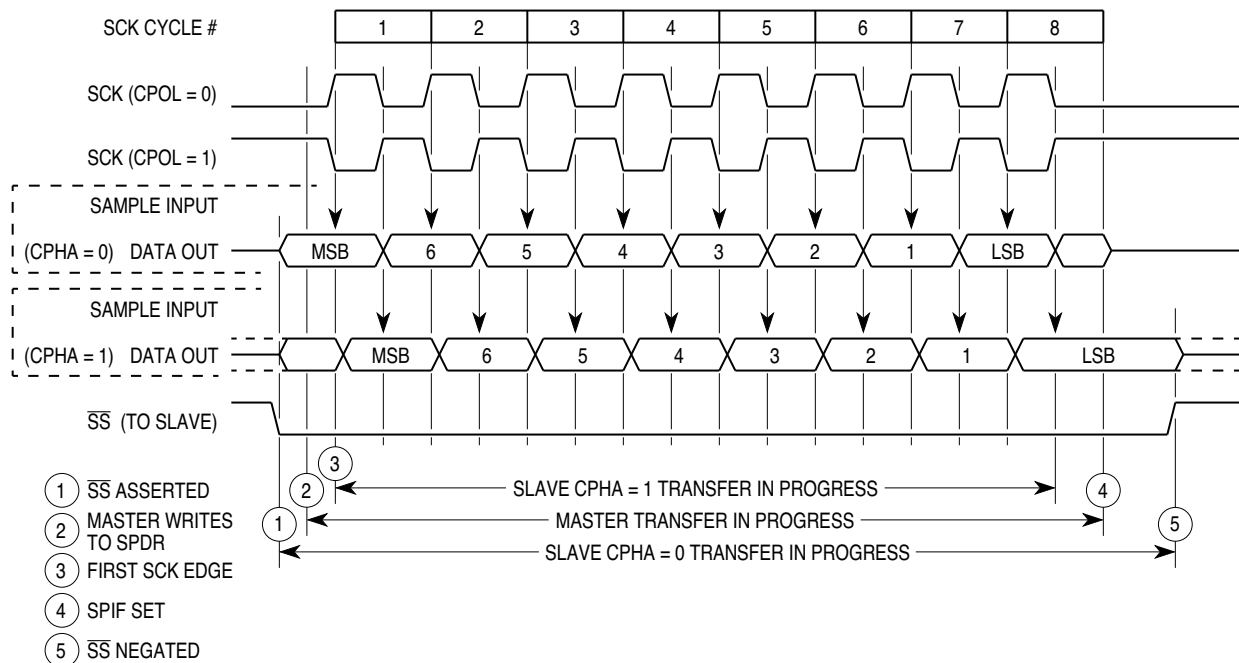 SCK CYCLE # 1 2 3 4 5 6 7 8
SCK (CPOL = 0)
SCK (CPOL = 1)
SAMPLE INPUT
(CPHA = 0) DATA OUT MSB 6 5 4 3 2 1 LSB
SAMPLE INPUT
(CPHA = 1) DATA OUT MSB 6 5 4 3 2 1 LSB
SS (TO SLAVE)
3
SLAVE CPHA = 1 TRANSFER IN PROGRESS
2 4
MASTER TRANSFER IN PROGRESS
1 5
SLAVE CPHA = 0 TRANSFER IN PROGRESS
1 SS ASSERTED
2 MASTER WRITES
TO SPDR
3 FIRST SCK EDGE
4 SPIF SET
5 SS NEGATED